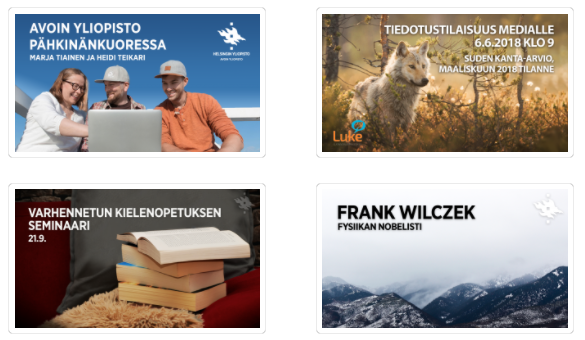 AVOIN YLIOPISTO
PÄHKINÄNKUORESSA
MARJA TIAINEN JA HEIDI TEIKARI
HELSINGIN YLIOPISTO
TIEDOTUSTILAISUUS MEDIALLE
6.6.2018 KLO 9
SUDEN KANTA-ARVIO,
MAALISKUUN 2018 TILANNE
Luke
VARHENNETUN KIELENOPETUKSEN
SEMINAARI
21.9.
FRANK WILCZEK
FYSIIKAN NOBELISTI